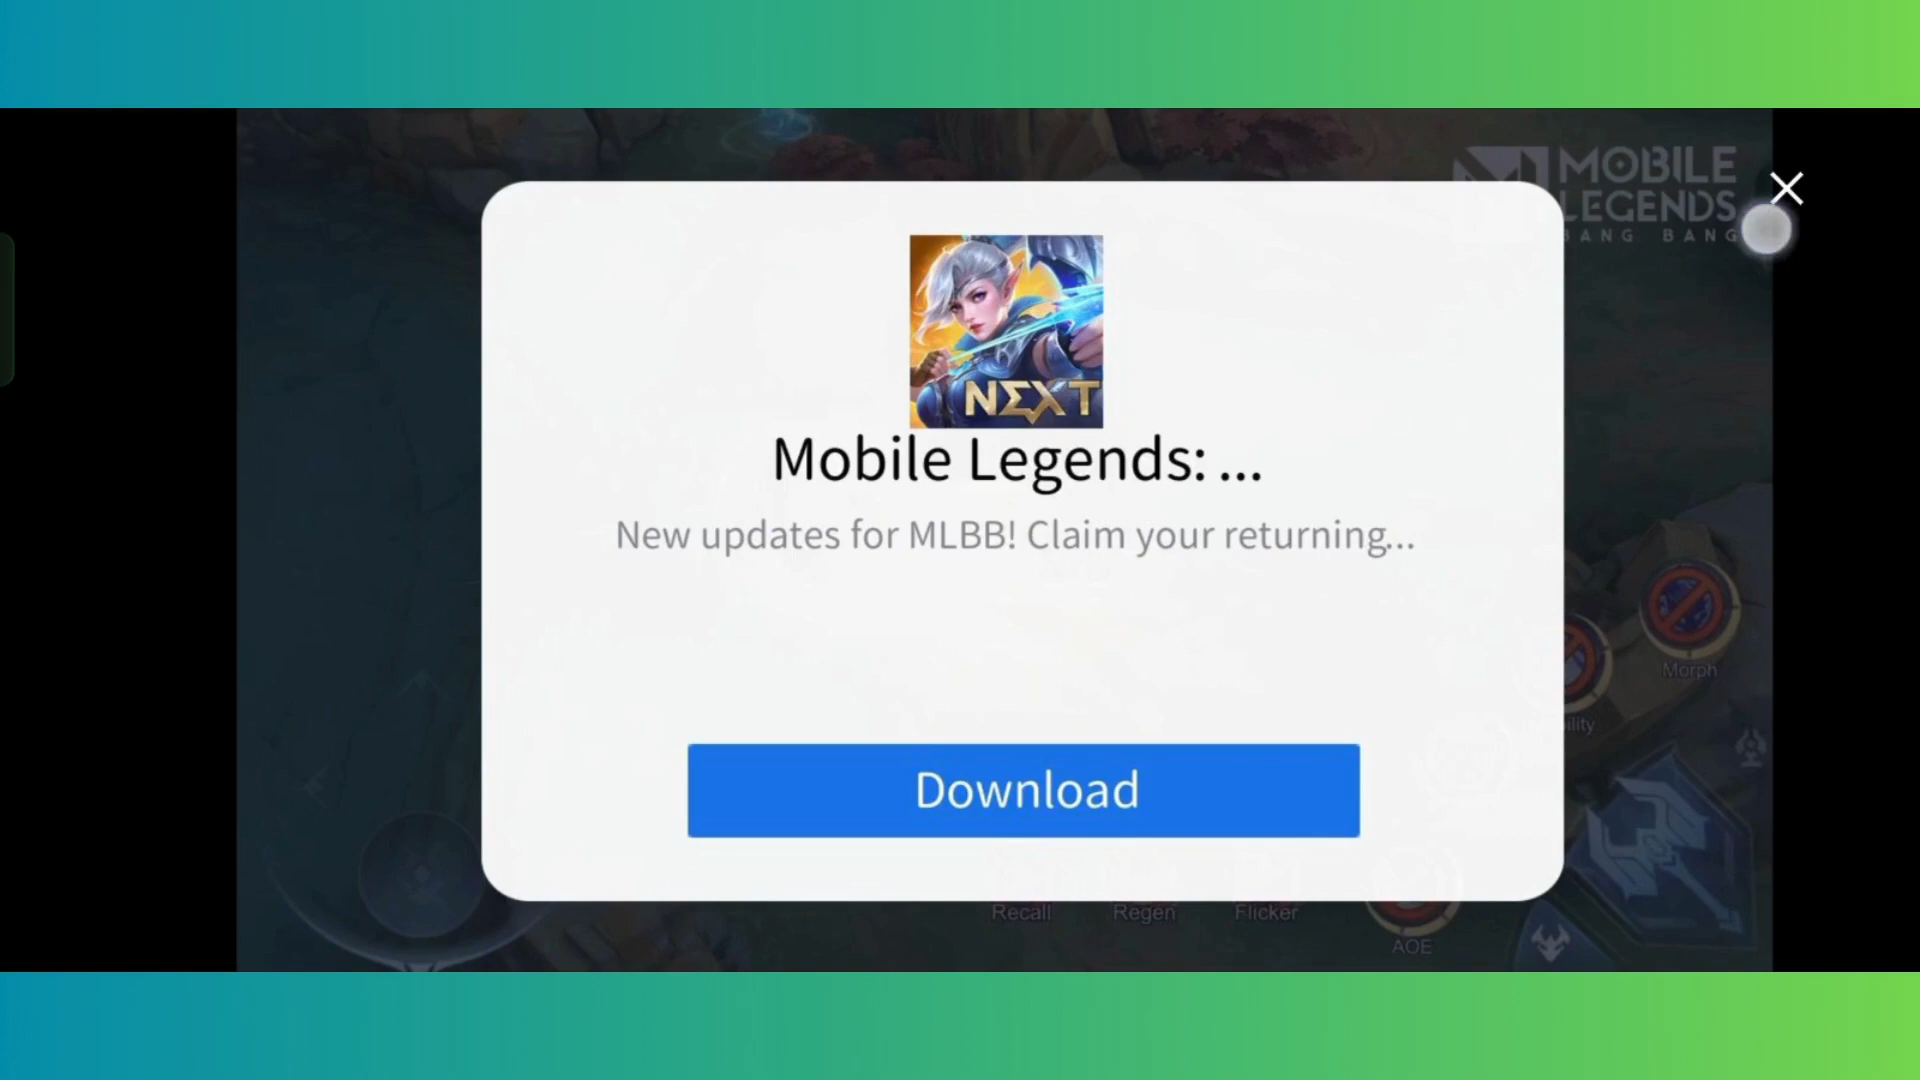 MOBILE
LEGENDS
BANG BANG
NEXT
Mobile Legends: ...
New updates for MLBB! Claim your returning...
Morph
ility
Download
Recall
Regen
Flicker
AOE